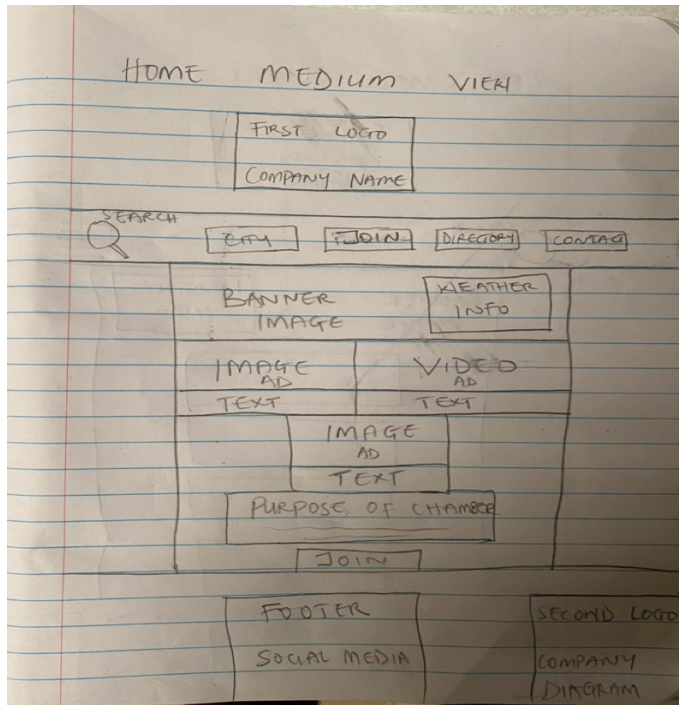 HOME MEDIUM VIEW
FIRST LOGO
COMPANY NAME
SEARCH
CITY JOIN DIRECTORY CONTACT
BANNER
IMAGE
WEATHER
INFO
IMAGE
AD
TEXT
VIDEO
AD
TEXT
IMAGE
AD
TEXT
PURPOSE OF CHAMBER
JOIN
FOOTER
SOCIAL MEDIA
SECOND LOGO
COMPANY
DIAGRAM